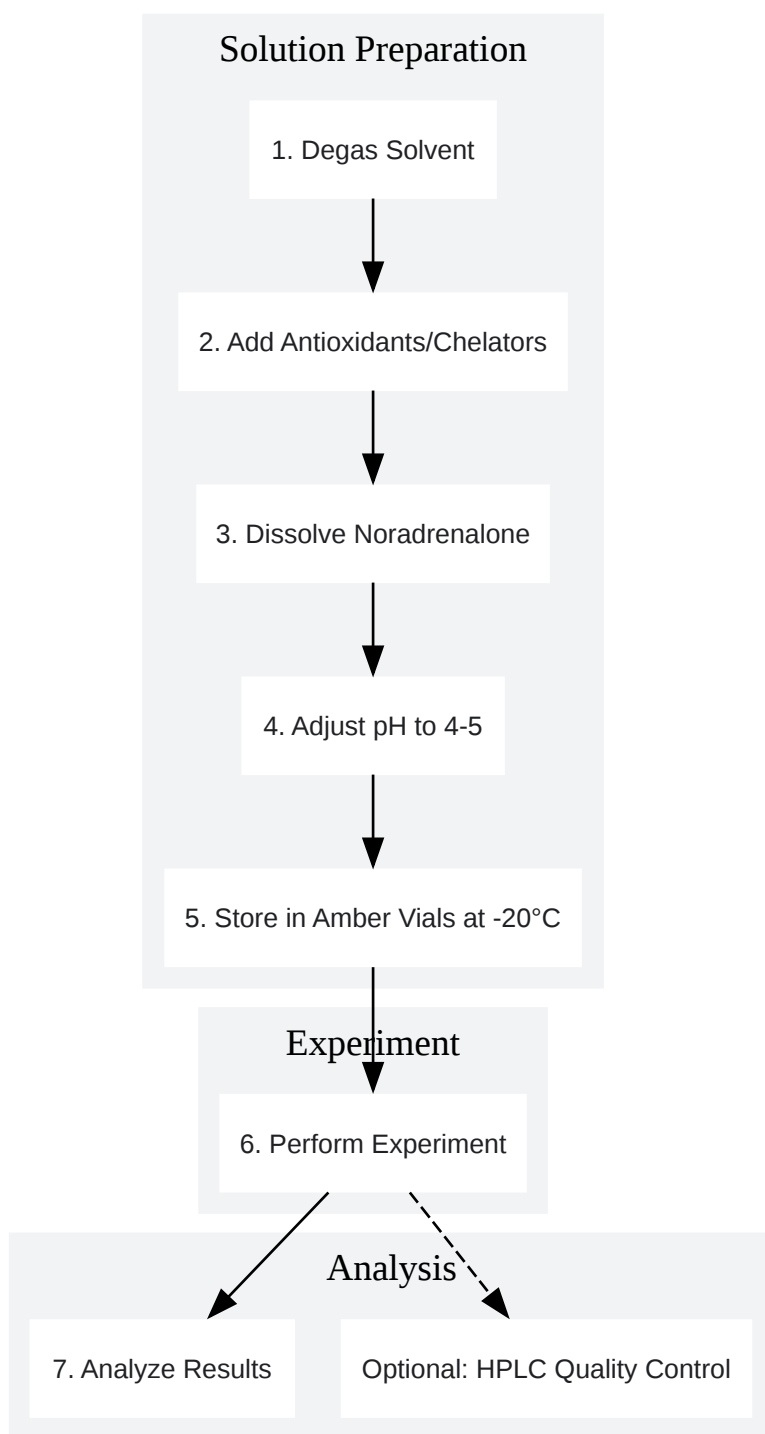 Solution Preparation
1. Degas Solvent
2. Add Antioxidants/Chelators
3. Dissolve Noradrenalone
4. Adjust pH to 4-5
5. Store in Amber Vials at -20°C
Experiment
6. Perform Experiment
Analysis
7. Analyze Results
Optional: HPLC Quality Control